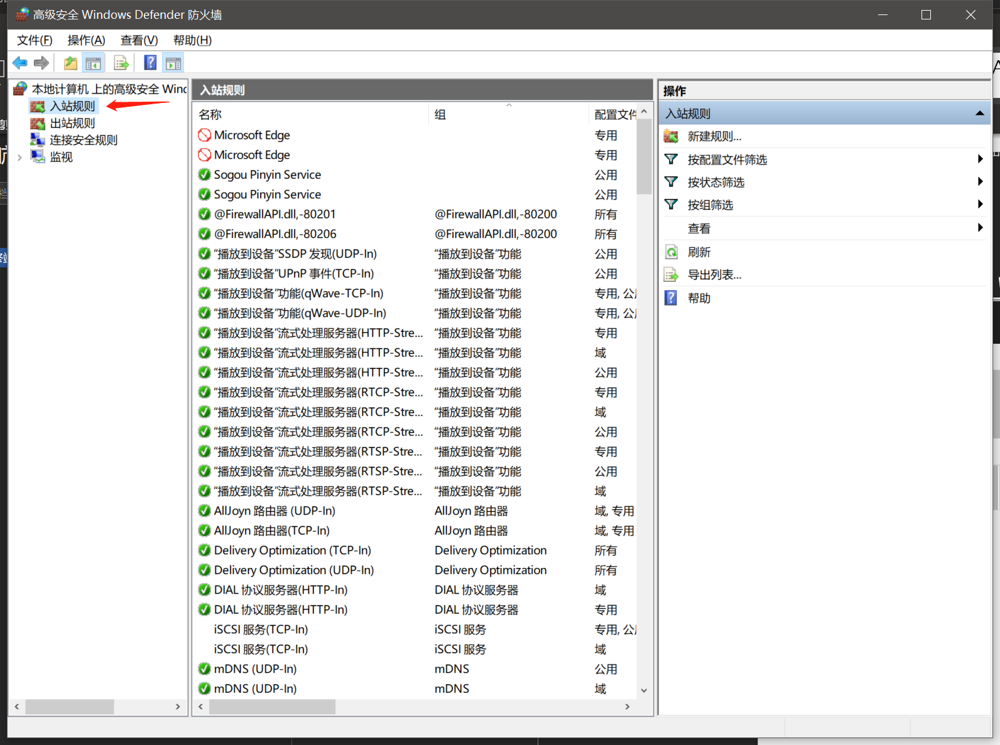 高级安全 Windows Defender 防火墙
文件(F) 操作(A) 查看(V) 帮助(H)
本地计算机 上的高级安全 Wind
入站规则
出站规则
连接安全规则
监视
入站规则
名称 组 配置文件
Microsoft Edge 专用
Microsoft Edge 专用
Sogou Pinyin Service 公用
Sogou Pinyin Service 公用
@FirewallAPI.dll,-80201 @FirewallAPI.dll,-80200 所有
@FirewallAPI.dll,-80206 @FirewallAPI.dll,-80200 所有
“播放到设备”SSDP 发现(UDP-In) “播放到设备”功能 公用
“播放到设备”UPnP 事件(TCP-In) “播放到设备”功能 公用
“播放到设备”功能(qWave-TCP-In) “播放到设备”功能 专用, 公用
“播放到设备”功能(qWave-UDP-In) “播放到设备”功能 专用, 公用
“播放到设备”流式处理服务器(HTTP-Stre... “播放到设备”功能 专用
“播放到设备”流式处理服务器(HTTP-Stre... “播放到设备”功能 域
“播放到设备”流式处理服务器(HTTP-Stre... “播放到设备”功能 公用
“播放到设备”流式处理服务器(RTCP-Stre... “播放到设备”功能 专用
“播放到设备”流式处理服务器(RTCP-Stre... “播放到设备”功能 域
“播放到设备”流式处理服务器(RTCP-Stre... “播放到设备”功能 公用
“播放到设备”流式处理服务器(RTSP-Stre... “播放到设备”功能 专用
“播放到设备”流式处理服务器(RTSP-Stre... “播放到设备”功能 公用
“播放到设备”流式处理服务器(RTSP-Stre... “播放到设备”功能 域
AllJoyn 路由器 (UDP-In) AllJoyn 路由器 域, 专用
AllJoyn 路由器(TCP-In) AllJoyn 路由器 域, 专用
Delivery Optimization (TCP-In) Delivery Optimization 所有
Delivery Optimization (UDP-In) Delivery Optimization 所有
DIAL 协议服务器(HTTP-In) DIAL 协议服务器 域
DIAL 协议服务器(HTTP-In) DIAL 协议服务器 专用
iSCSI 服务(TCP-In) iSCSI 服务 专用, 公用
iSCSI 服务(TCP-In) iSCSI 服务 域
mDNS (UDP-In) mDNS 公用
mDNS (UDP-In) mDNS 域
操作
入站规则
新建规则...
按配置文件筛选
按状态筛选
按组筛选
查看
刷新
导出列表...
帮助